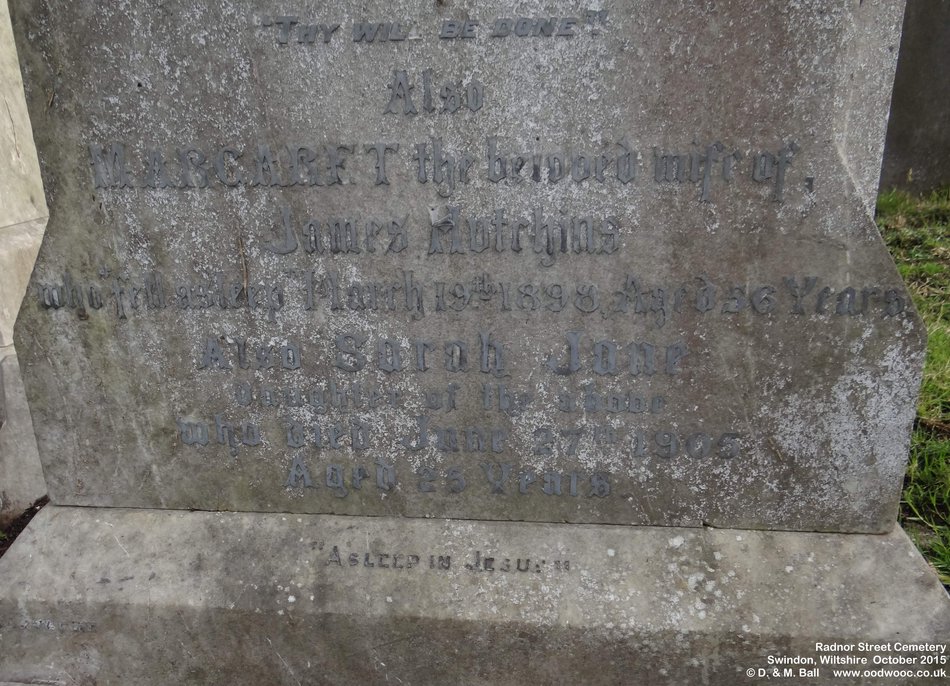 "THY WILL BE DONE".
Also
MARGARET the beloved wife of,
James Hutchins
who fell asleep March 19th 1898, Aged 56 Years
Also Sarah Jane
Daughter of the above
who died June 27th 1905
Aged 25 Years
"ASLEEP IN JESUS."
Radnor Street Cemetery
Swindon, Wiltshire October 2015
© D. & M. Ball www.oodwooc.co.uk